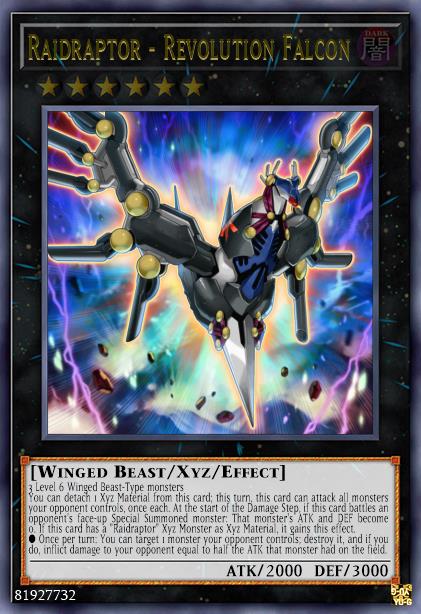 Raidraptor - Revolution Falcon
DARK
闇
[Winged Beast/Xyz/Effect]
3 Level 6 Winged Beast-Type monsters
You can detach 1 Xyz Material from this card; this turn, this card can attack all monsters
your opponent controls, once each. At the start of the Damage Step, if this card battles an
opponent's face-up Special Summoned monster: That monster's ATK and DEF become
0. If this card has a "Raidraptor" Xyz Monster as Xyz Material, it gains this effect.
● Once per turn: You can target 1 monster your opponent controls; destroy it, and if you
do, inflict damage to your opponent equal to half the ATK that monster had on the field.
ATK/2000 DEF/3000
81927732